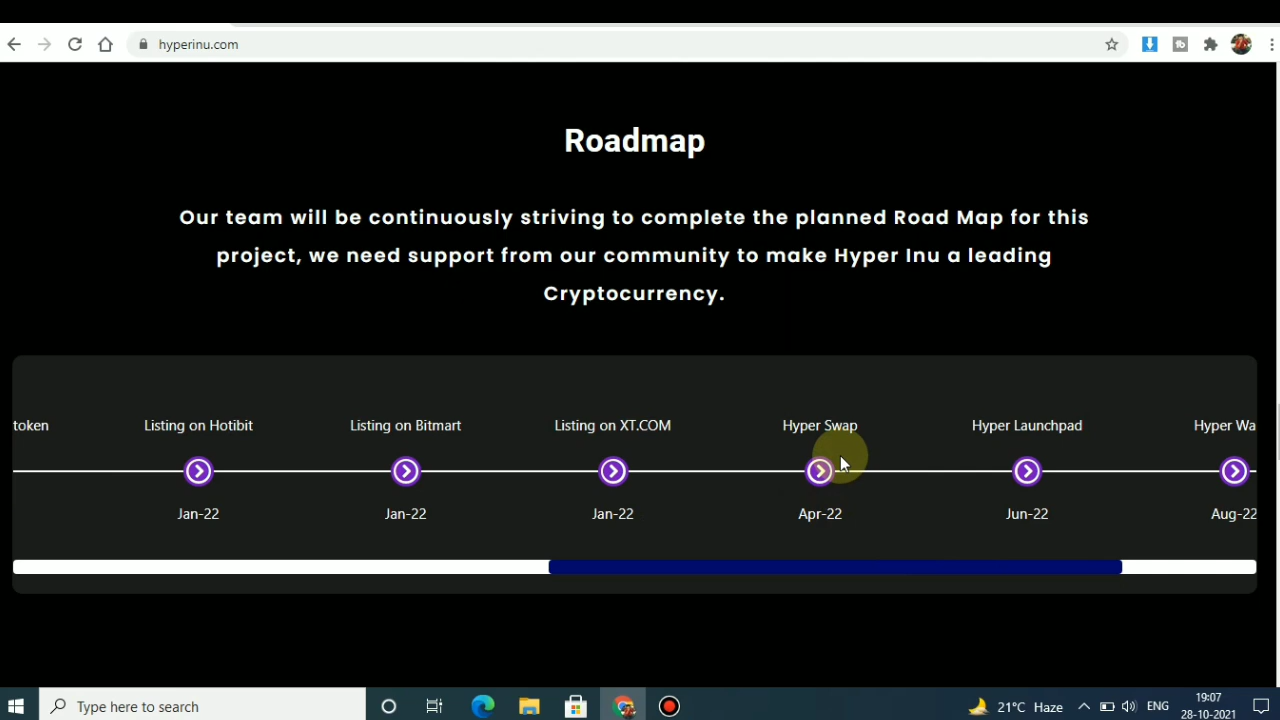 hyperinu.com
Roadmap
Our team will be continuously striving to complete the planned Road Map for this
project, we need support from our community to make Hyper Inu a leading
Cryptocurrency.
token
Listing on Hotibit
Listing on Bitmart
Listing on XT.COM
Hyper Swap
Hyper Launchpad
Hyper Wa
Jan-22
Jan-22
Jan-22
Apr-22
Jun-22
Aug-22
Type here to search
21°C Haze
ENG
19:07
28-10-2021